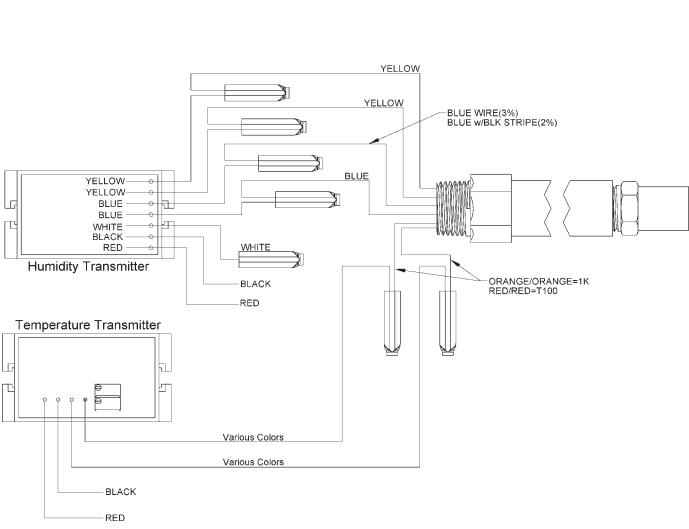 YELLOW
YELLOW
BLUE WIRE(3%)
BLUE w/BLK STRIPE(2%)
BLUE
YELLOW
YELLOW
BLUE
BLUE
WHITE
BLACK
RED
Humidity Transmitter
WHITE
BLACK
RED
ORANGE/ORANGE=1K
RED/RED=T100
Temperature Transmitter
Various Colors
Various Colors
BLACK
RED